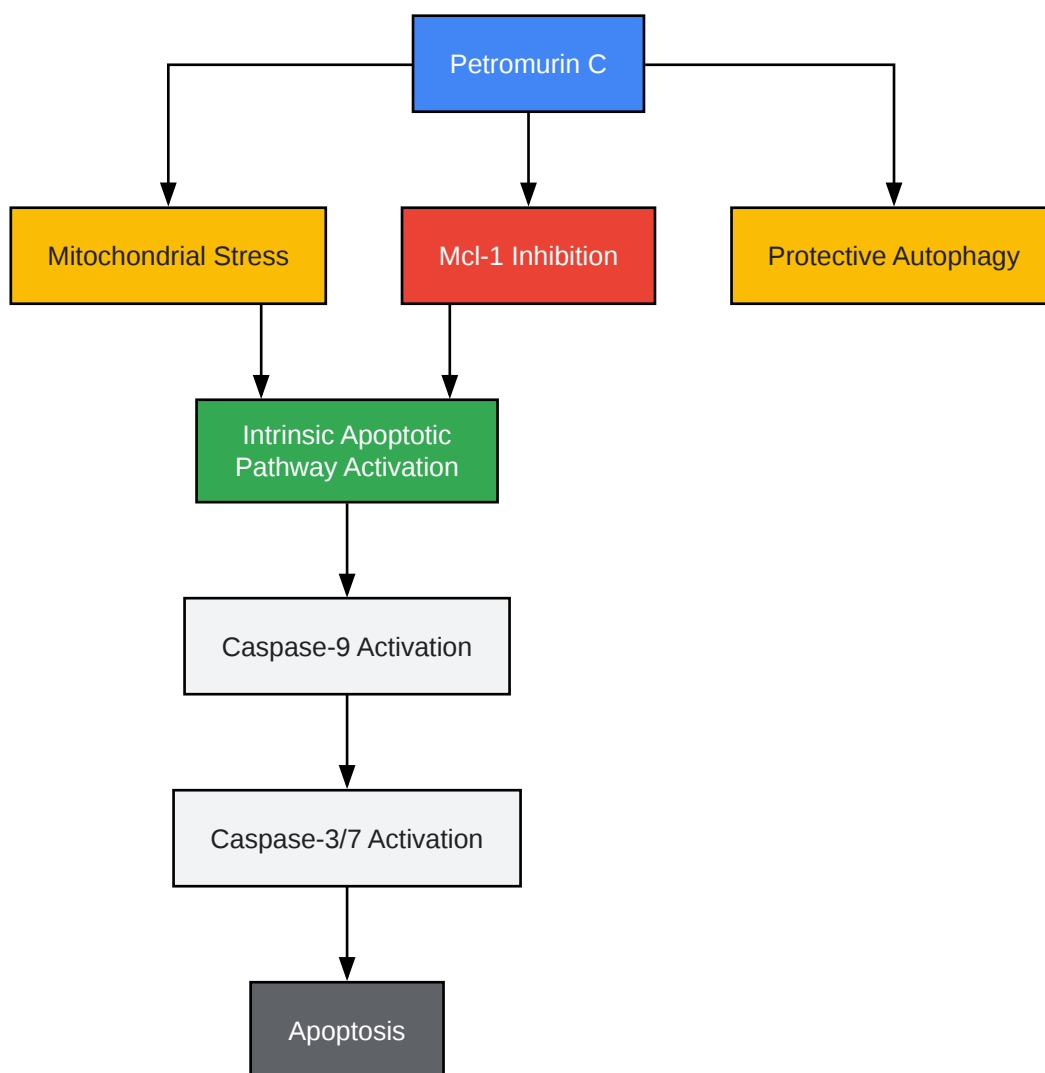 Petromurin C
Mitochondrial Stress
Mcl-1 Inhibition
Protective Autophagy
Intrinsic Apoptotic
Pathway Activation
Caspase-9 Activation
Caspase-3/7 Activation
Apoptosis